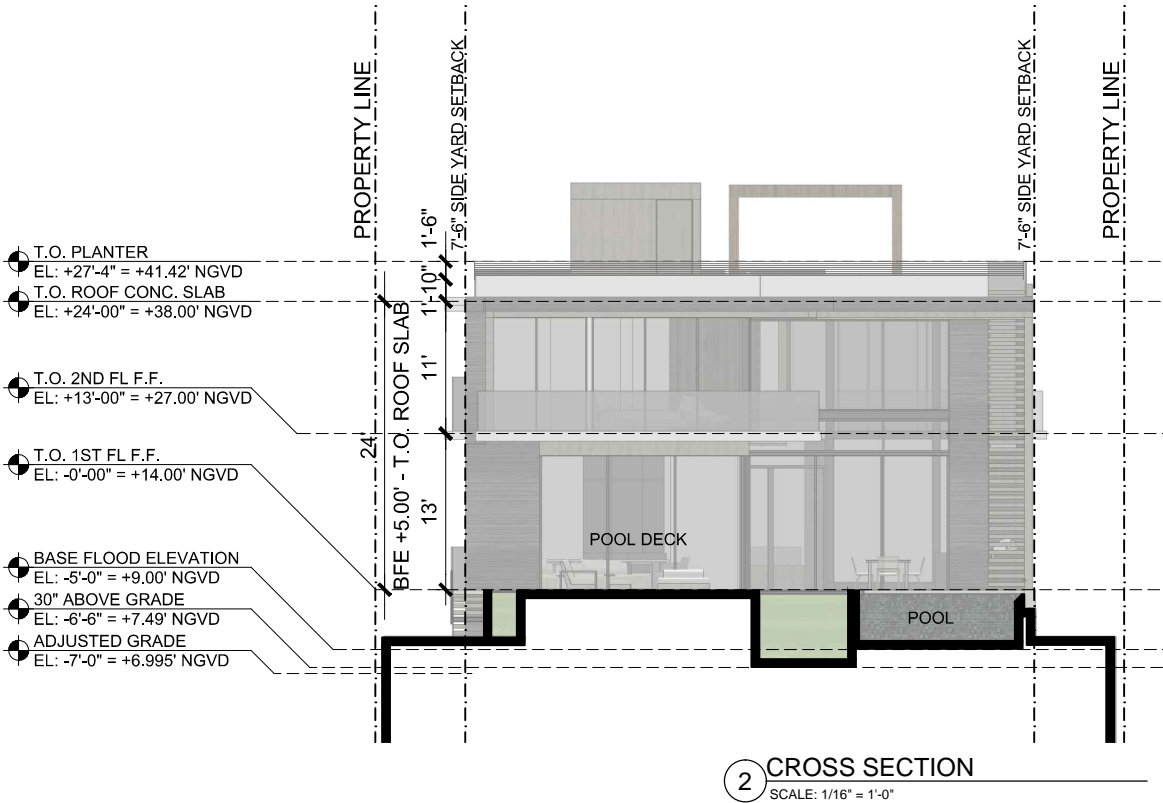 PROPERTY LINE
7'-6" SIDE YARD SETBACK
7'-6" SIDE YARD SETBACK
PROPERTY LINE
T.O. PLANTER
EL: +27'-4" = +41.42' NGVD
T.O. ROOF CONC. SLAB
EL: +24'-00" = +38.00' NGVD
T.O. 2ND FL F.F.
EL: +13'-00" = +27.00' NGVD
T.O. 1ST FL F.F.
EL: -0'-00" = +14.00' NGVD
BASE FLOOD ELEVATION
EL: -5'-0" = +9.00' NGVD
30" ABOVE GRADE
EL: -6'-6" = +7.49' NGVD
ADJUSTED GRADE
EL: -7'-0" = +6.995' NGVD
24'
BFE +5.00' - T.O. ROOF SLAB
1'-6"
1'-10"
11'
13'
POOL DECK
POOL
2
CROSS SECTION
SCALE: 1/16" = 1'-0"